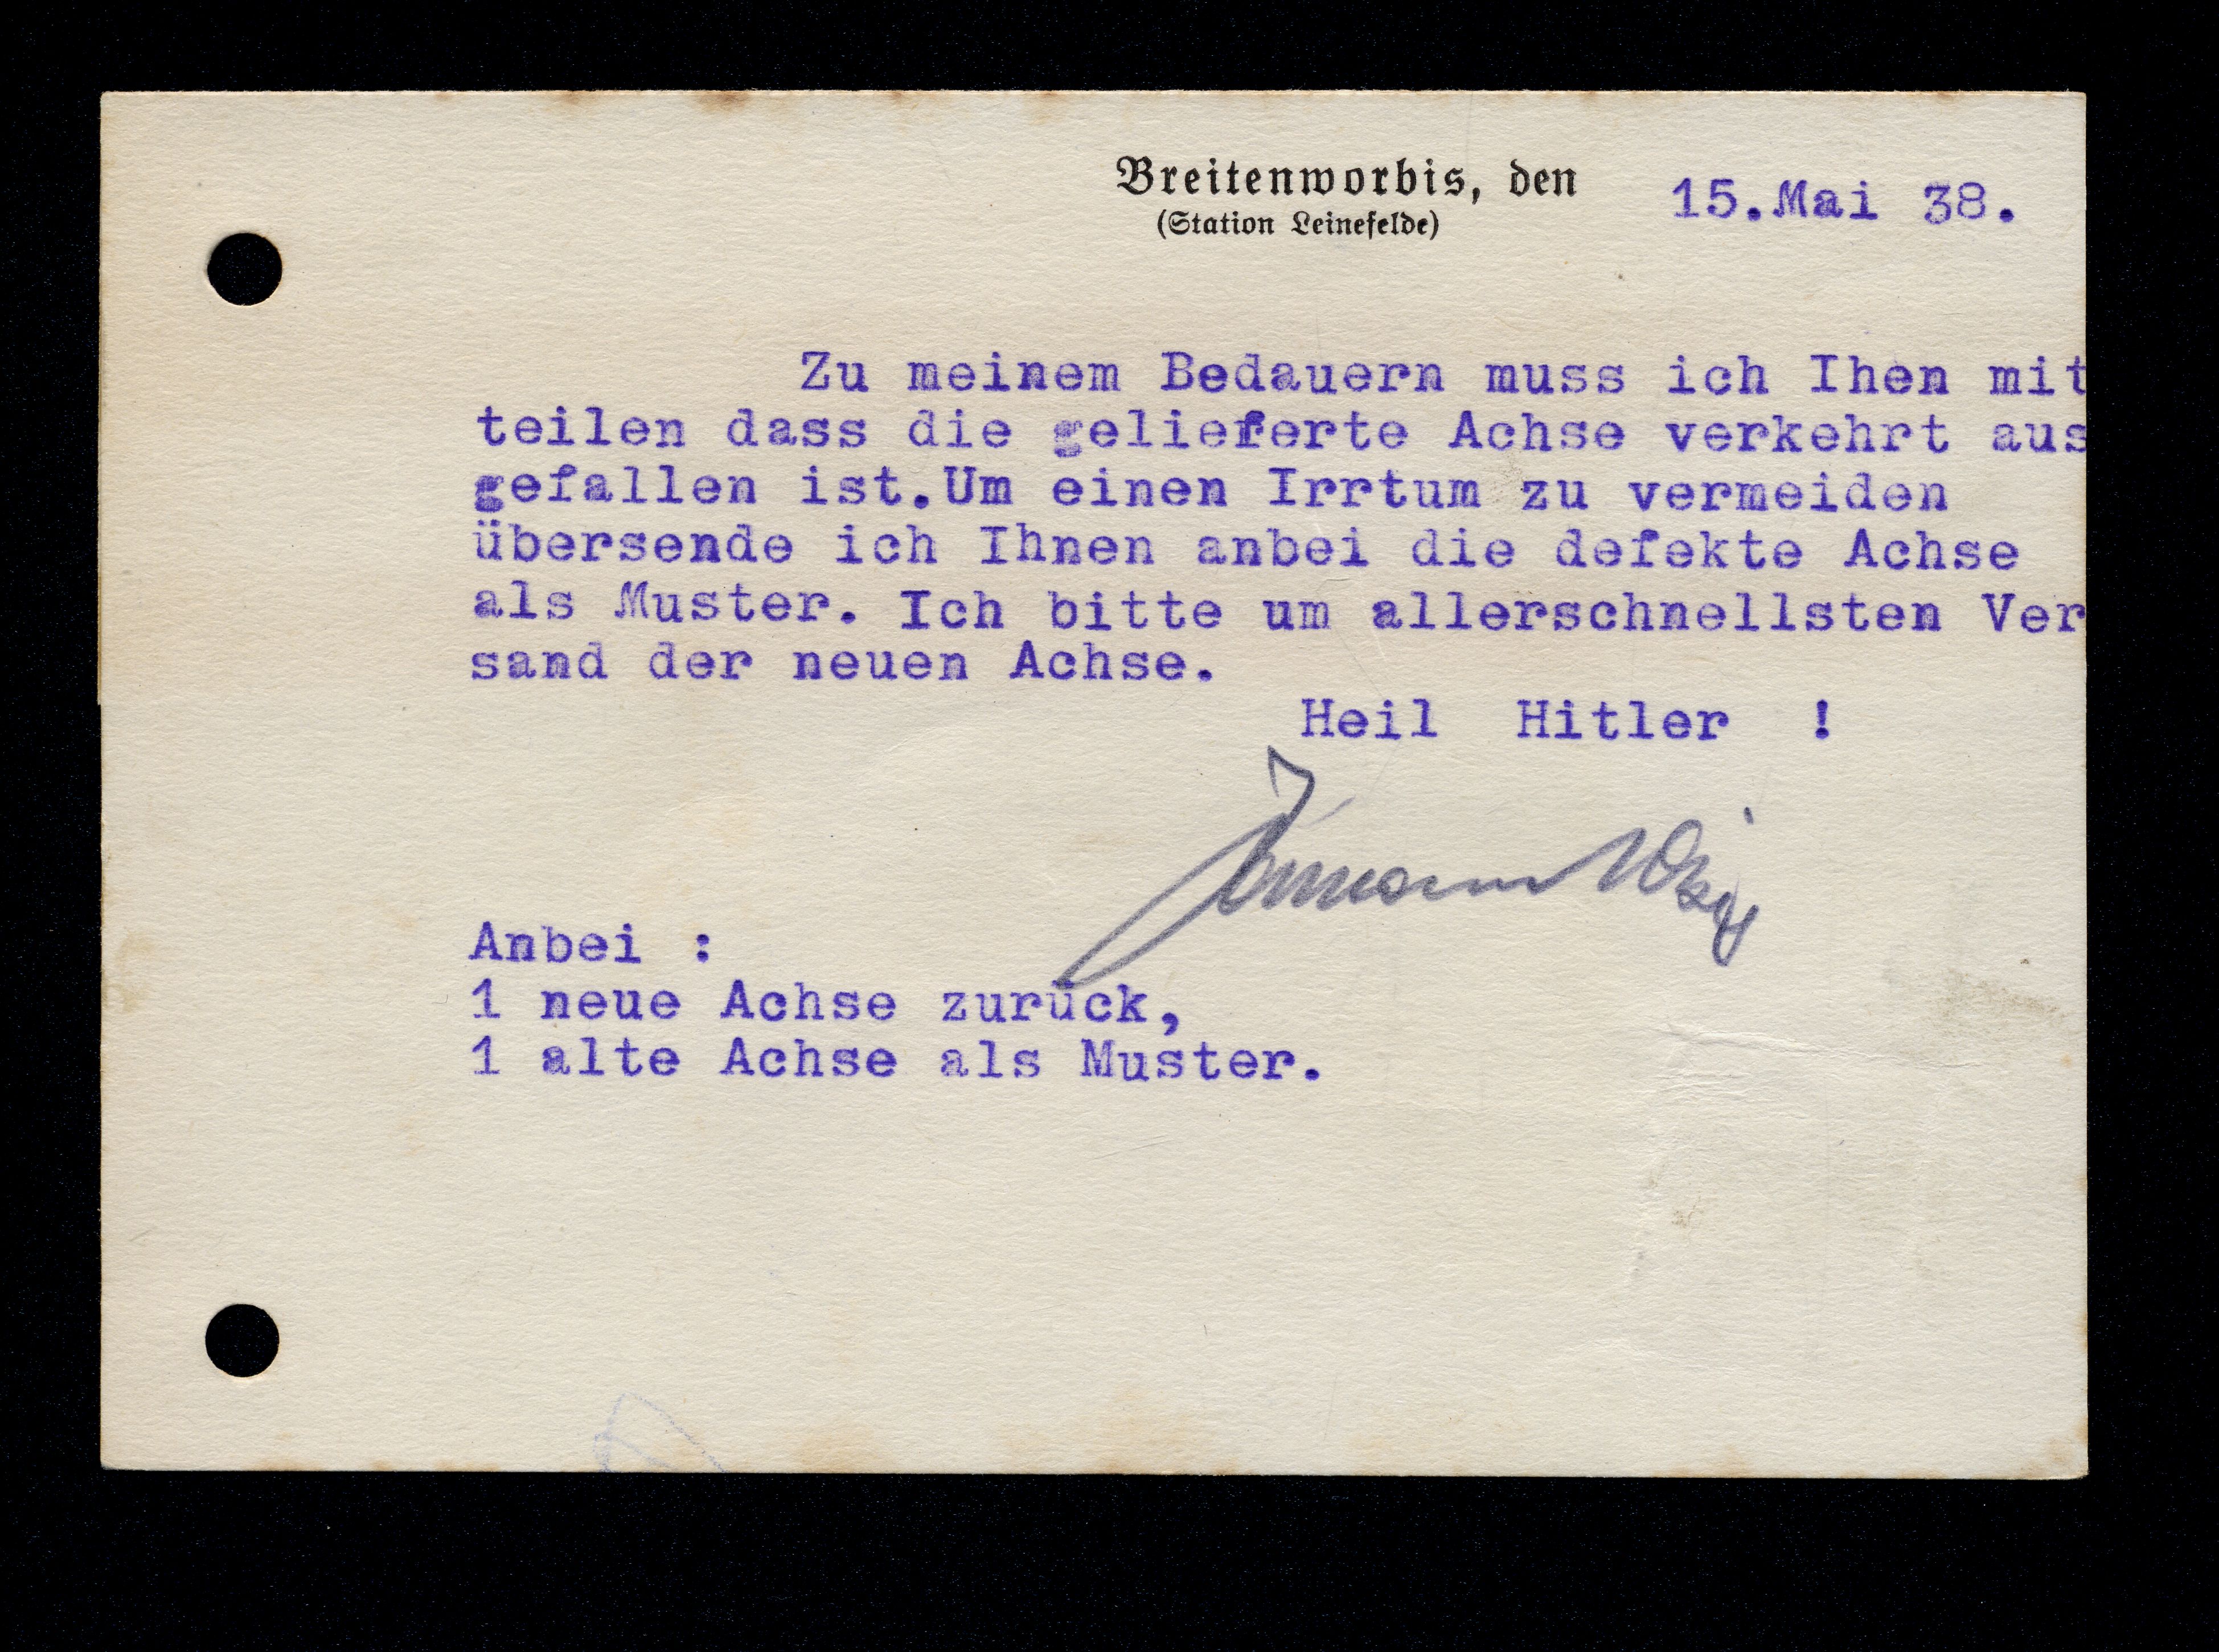 Breitenworbis, den 15.Mai 38.
(Station Leinefelde)
Zu meinem Bedauern muss ich Ihen mit
teilen dass die gelieferte Achse verkehrt aus
gefallen ist.Um einen Irrtum zu vermeiden
übersende ich Ihnen anbei die defekte Achse
als Muster. Ich bitte um allerschnellsten Ver
sand der neuen Achse.
Heil Hitler !
Anbei :
1 neue Achse zurück,
1 alte Achse als Muster.